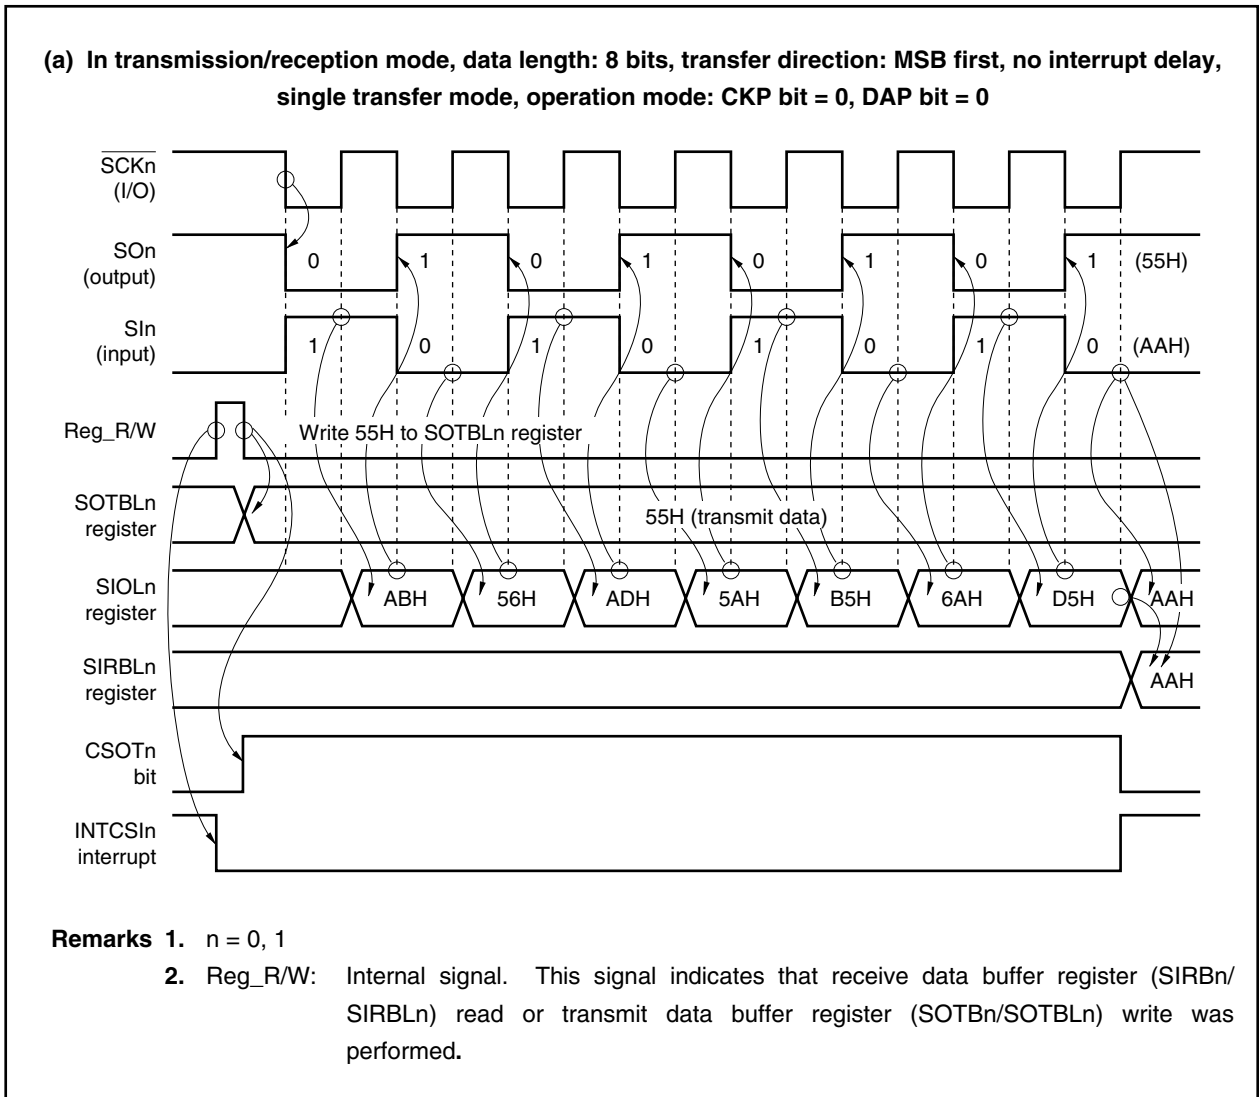 (a) In transmission/reception mode, data length: 8 bits, transfer direction: MSB first, no interrupt delay,
single transfer mode, operation mode: CKP bit = 0, DAP bit = 0
SCKn
(I/O)
SOn
(output)
0 1 0 1 0 1 0 1 (55H)
SIn
(input)
1 0 1 0 1 0 1 0 (AAH)
Reg_R/W
Write 55H to SOTBLn register
SOTBLn
register
55H (transmit data)
SIOLn
register
ABH 56H ADH 5AH B5H 6AH D5H AAH
SIRBLn
register
AAH
CSOTn
bit
INTCSIn
interrupt
Remarks 1. n = 0, 1
2. Reg_R/W: Internal signal. This signal indicates that receive data buffer register (SIRBn/
SIRBLn) read or transmit data buffer register (SOTBn/SOTBLn) write was
performed.